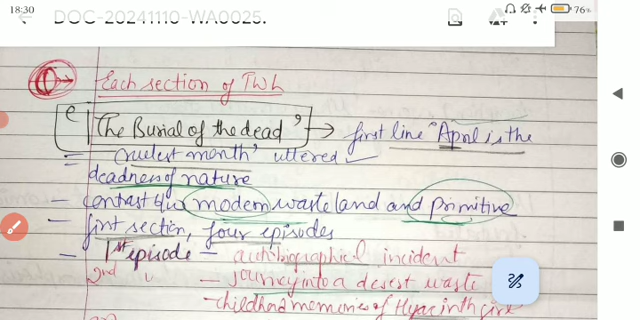 18:30
76%
DOC-20241110-WA0025.
① → Each section of TWL
"The Burial of the dead" → first line "April is the
= cruelest month' uttered
deadness of nature
- contrast b/w modern wasteland and primitive
- first section, four episodes
- 1st episode - autobiographical incident
2nd " - journey into a desert waste
- childhood memories of Hyacinth girl